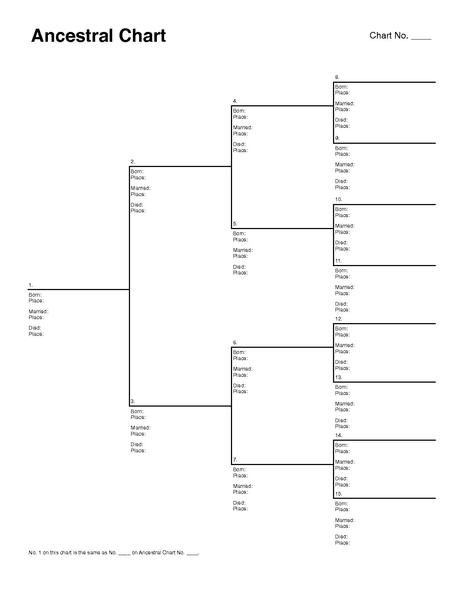 Ancestral Chart
Chart No. ____
1.
Born:
Place:
Married:
Place:
Died:
Place:
2.
Born:
Place:
Married:
Place:
Died:
Place:
3.
Born:
Place:
Married:
Place:
Died:
Place:
4.
Born:
Place:
Married:
Place:
Died:
Place:
5.
Born:
Place:
Married:
Place:
Died:
Place:
6.
Born:
Place:
Married:
Place:
Died:
Place:
7.
Born:
Place:
Married:
Place:
Died:
Place:
8.
Born:
Place:
Married:
Place:
Died:
Place:
9.
Born:
Place:
Married:
Place:
Died:
Place:
10.
Born:
Place:
Married:
Place:
Died:
Place:
11.
Born:
Place:
Married:
Place:
Died:
Place:
12.
Born:
Place:
Married:
Place:
Died:
Place:
13.
Born:
Place:
Married:
Place:
Died:
Place:
14.
Born:
Place:
Married:
Place:
Died:
Place:
15.
Born:
Place:
Married:
Place:
Died:
Place:
No. 1 on this chart is the same as No. ____ on Ancestral Chart No. ____.